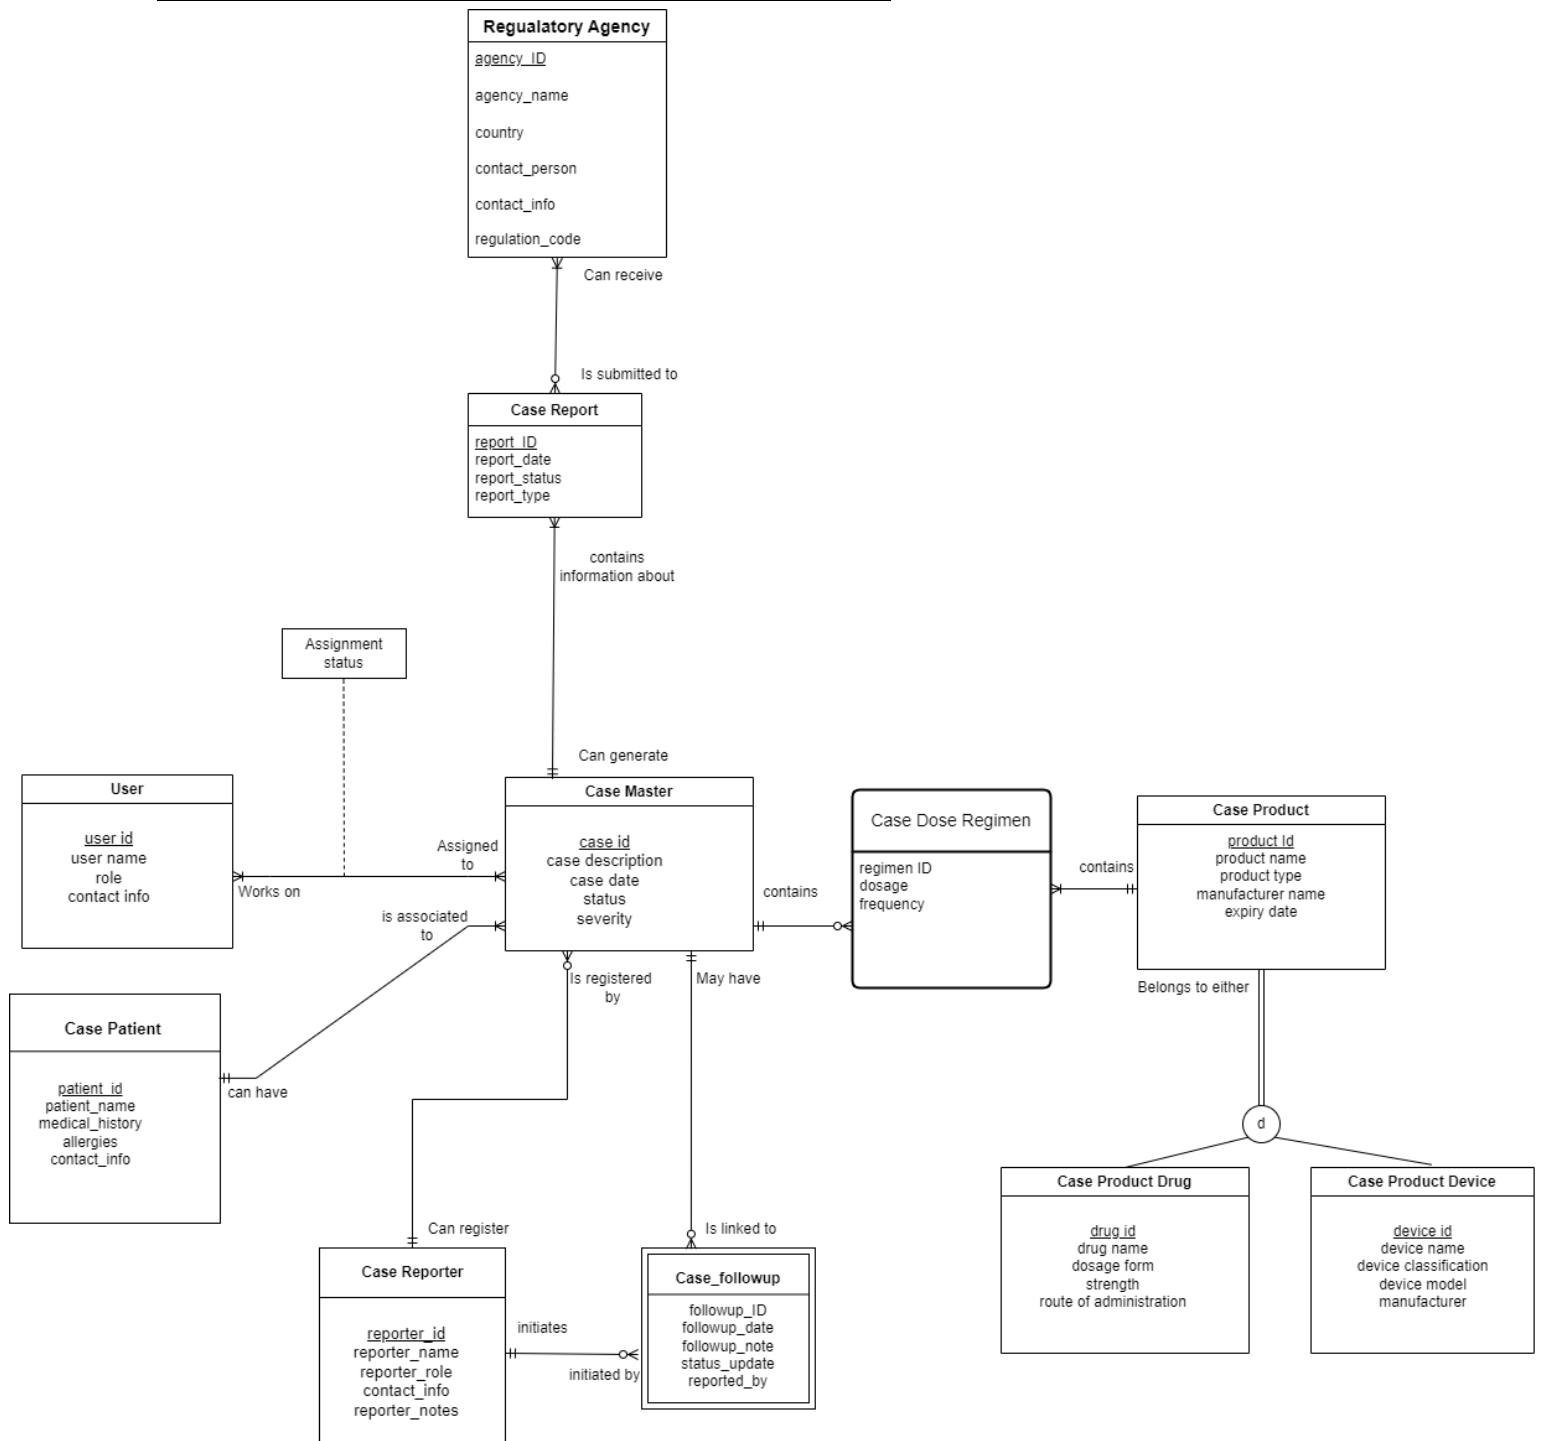 Regualatory Agency
agency_ID
agency_name
country
contact_person
contact_info
regulation_code
Can receive
Is submitted to
Case Report
report_ID
report_date
report_status
report_type
contains
information about
Assignment
status
Can generate
User
user id
user name
role
contact info
Works on
Assigned
to
Case Master
case id
case description
case date
status
severity
contains
Case Dose Regimen
regimen ID
dosage
frequency
contains
Case Product
product Id
product name
product type
manufacturer name
expiry date
is associated
to
Is registered
by
May have
Belongs to either
Case Patient
patient_id
patient_name
medical_history
allergies
contact_info
can have
d
Case Product Drug
drug id
drug name
dosage form
strength
route of administration
Case Product Device
device id
device name
device classification
device model
manufacturer
Can register
Is linked to
Case Reporter
reporter_id
reporter_name
reporter_role
contact_info
reporter_notes
initiates
initiated by
Case_followup
followup_ID
followup_date
followup_note
status_update
reported_by